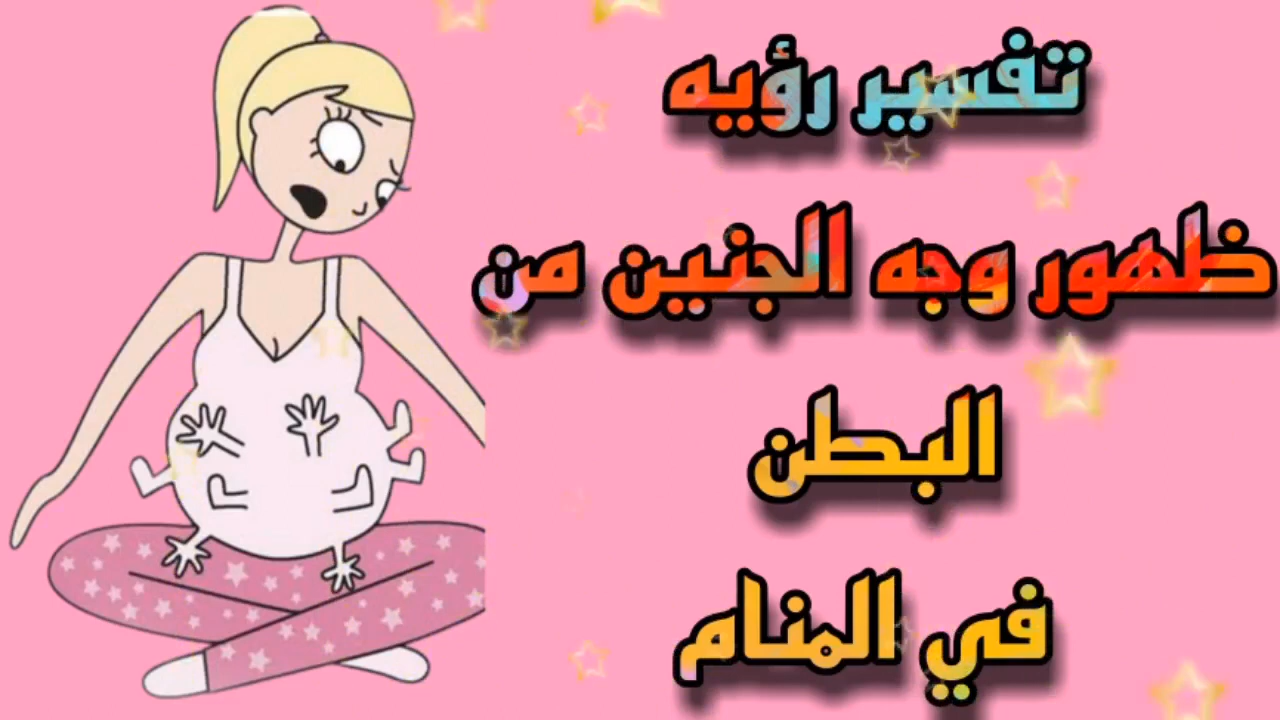 تفسير رؤيه
ظهور وجه الجنين من
البطن
في المنام